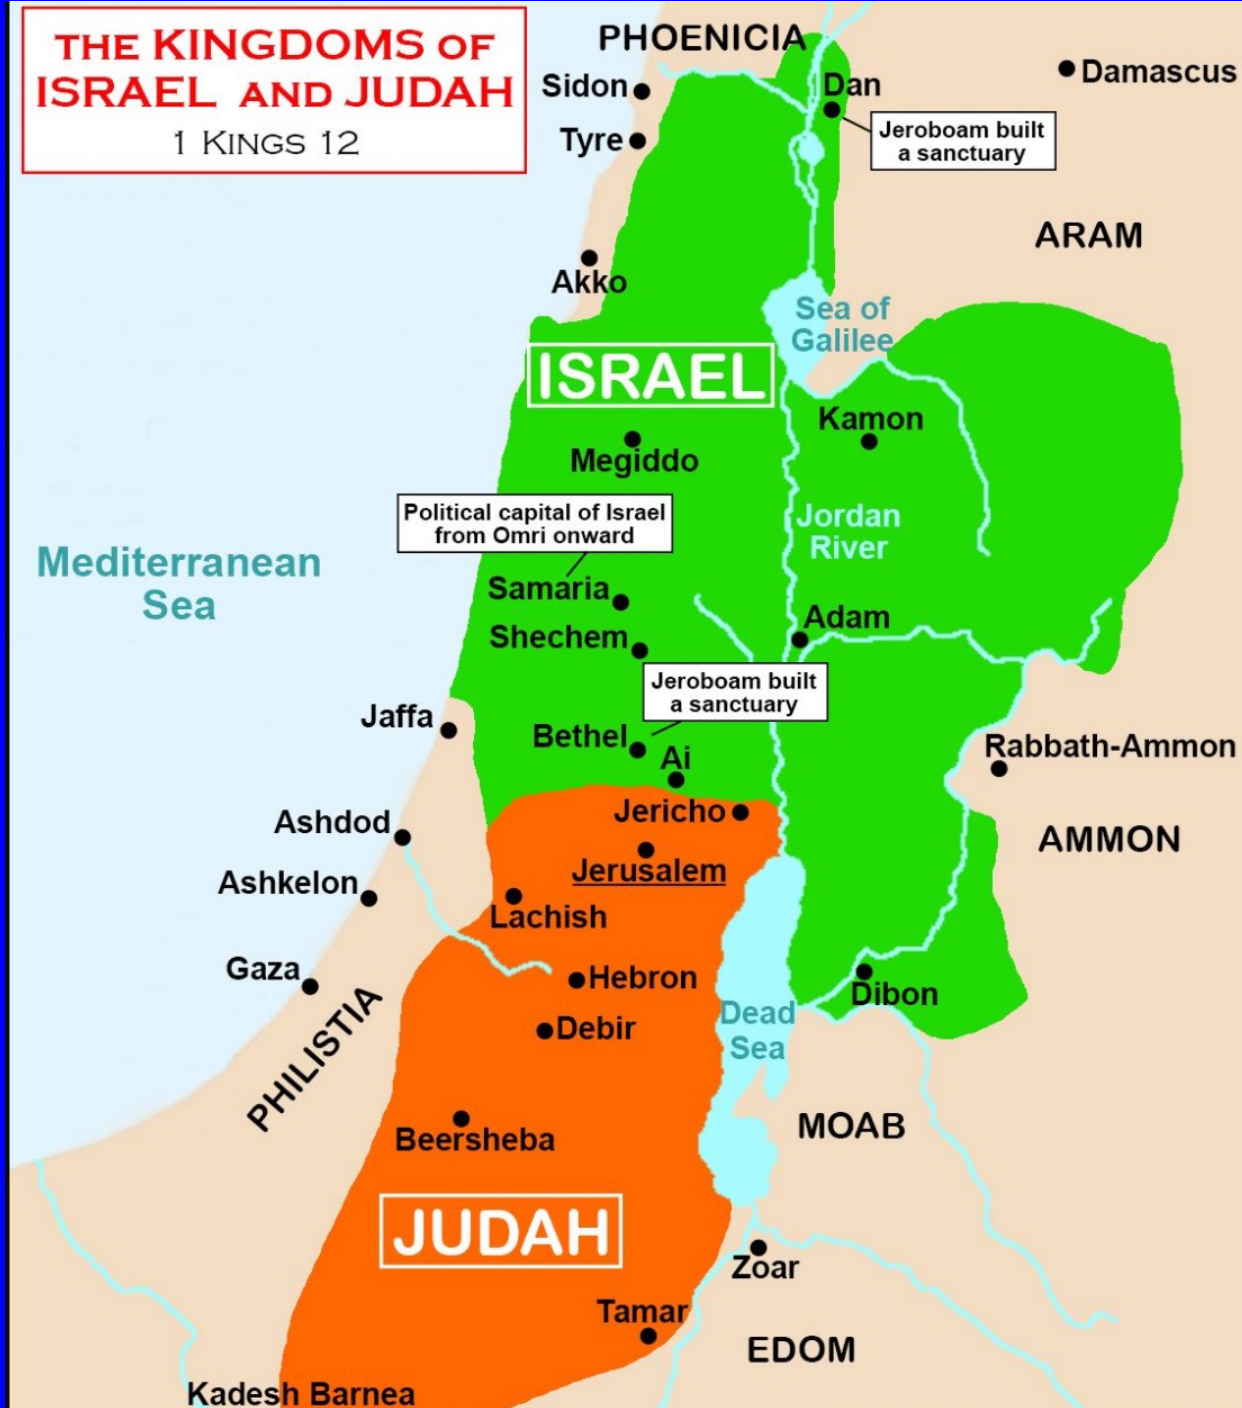 THE KINGDOMS OF
ISRAEL AND JUDAH
1 KINGS 12
PHOENICIA
Sidon
Dan
Damascus
Tyre
Jeroboam built
a sanctuary
ARAM
Akko
Sea of
Galilee
ISRAEL
Kamon
Megiddo
Political capital of Israel
from Omri onward
Jordan
River
Mediterranean
Sea
Samaria
Adam
Shechem
Jeroboam built
a sanctuary
Jaffa
Bethel
Ai
Rabbath-Ammon
Jericho
Ashdod
AMMON
Jerusalem
Ashkelon
Lachish
Gaza
Hebron
Dibon
PHILISTIA
Debir
Dead
Sea
MOAB
Beersheba
JUDAH
Zoar
Tamar
EDOM
Kadesh Barnea